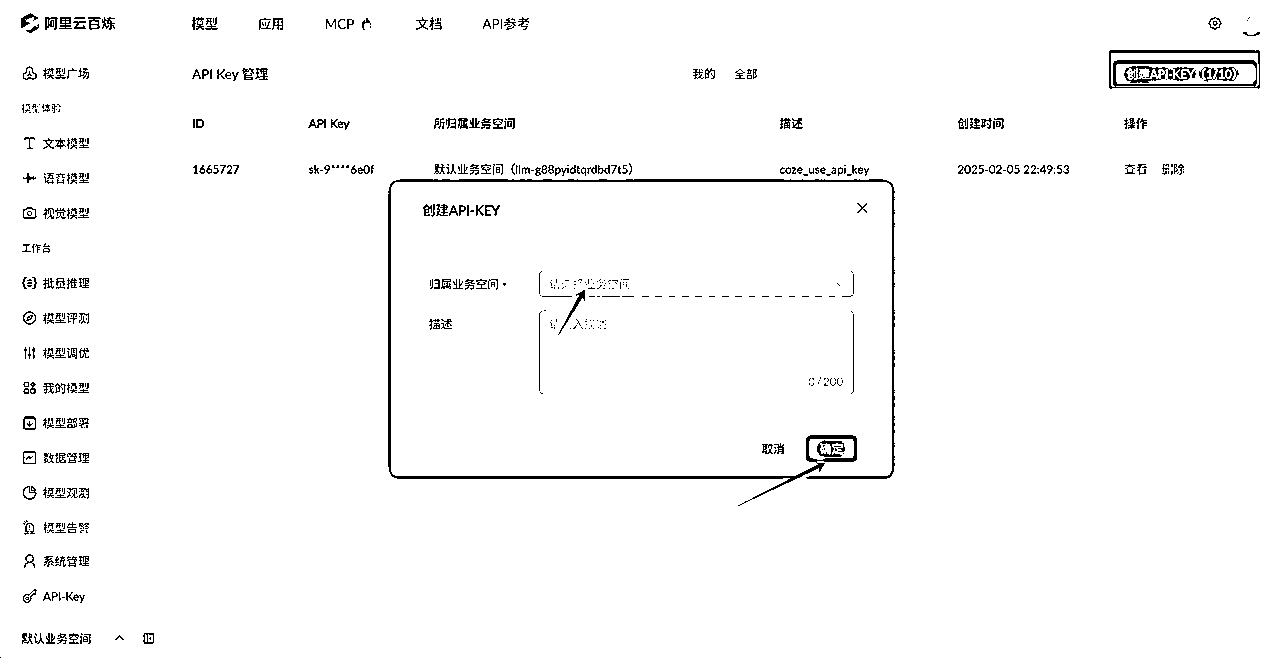 阿里云百炼 模型 应用 MCP 文档 API参考
模型广场
模型体验
文本模型
语音模型
视觉模型
工作台
批量推理
模型评测
模型调优
我的模型
模型部署
数据管理
模型观测
模型告警
系统管理
API-Key
默认业务空间
API Key 管理 我的 全部 创建API-KEY (1/10)
ID API Key 所归属业务空间 描述 创建时间 操作
1665727 sk-9****6e0f 默认业务空间（llm-g88pyidtqrdbd7t5） coze_use_api_key 2025-02-05 22:49:53 查看 删除
创建API-KEY
归属业务空间 请选择业务空间
描述 请输入描述
0 / 200
取消 确定